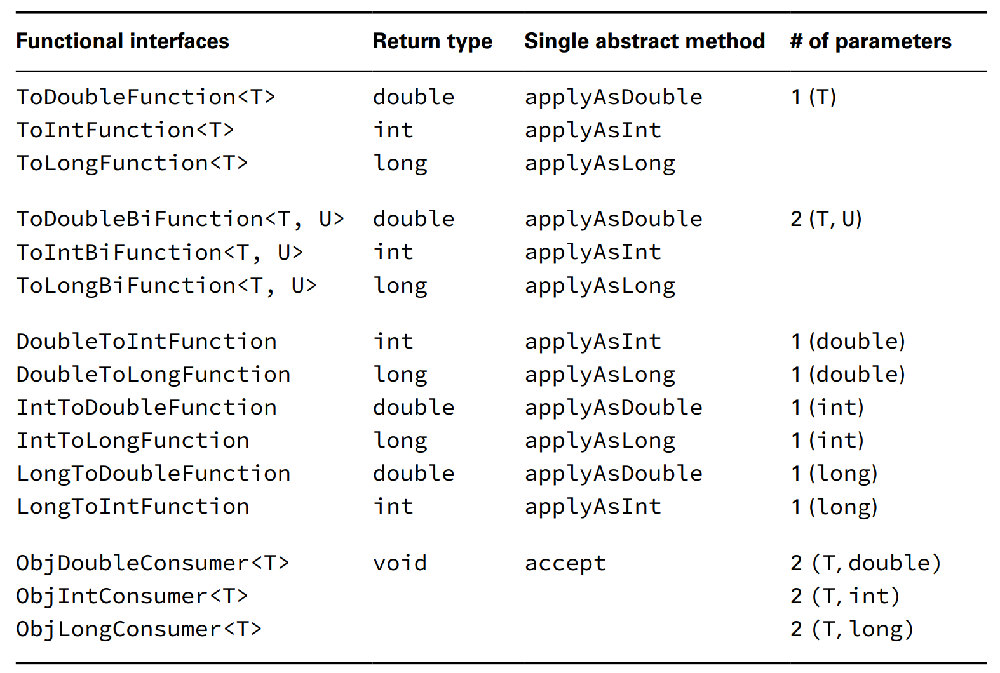 Functional interfaces Return type Single abstract method # of parameters
ToDoubleFunction<T> double applyAsDouble 1 (T)
ToIntFunction<T> int applyAsInt
ToLongFunction<T> long applyAsLong
ToDoubleBiFunction<T, U> double applyAsDouble 2 (T, U)
ToIntBiFunction<T, U> int applyAsInt
ToLongBiFunction<T, U> long applyAsLong
DoubleToIntFunction int applyAsInt 1 (double)
DoubleToLongFunction long applyAsLong 1 (double)
IntToDoubleFunction double applyAsDouble 1 (int)
IntToLongFunction long applyAsLong 1 (int)
LongToDoubleFunction double applyAsDouble 1 (long)
LongToIntFunction int applyAsInt 1 (long)
ObjDoubleConsumer<T> void accept 2 (T, double)
ObjIntConsumer<T> 2 (T, int)
ObjLongConsumer<T> 2 (T, long)